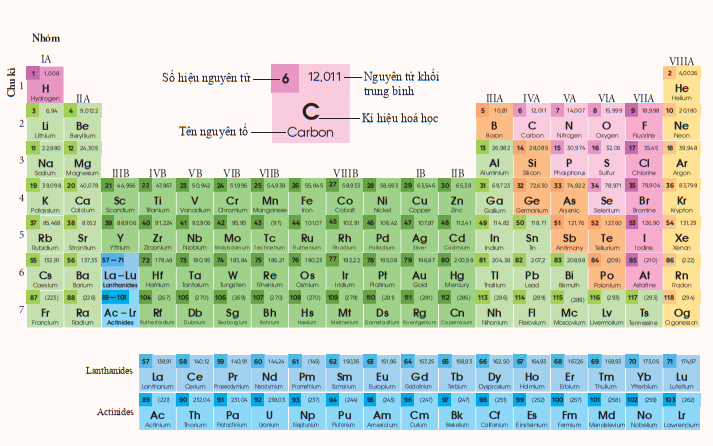 Nhóm
Chu kì
IA
VIIIA
1 1,008
2 4,0026
6 12,011
Số hiệu nguyên tử
Nguyên tử khối
trung bình
1
H
He
Hydrogen
Helium
C
Kí hiệu hoá học
Tên nguyên tố
Carbon
IIA
IIIA IVA VA VIA VIIA
3 6,94 4 9,0122
5 10,81 6 12,011 7 14,007 8 15,999 9 18,998 10 20,180
2 Li Be B C N O F Ne
Lithium Beryllium Boron Carbon Nitrogen Oxygen Fluorine Neon
11 22,990 12 24,305
13 26,982 14 28,085 15 30,974 16 32,06 17 35,45 18 39,948
3 Na Mg Al Si P S Cl Ar
Sodium Magnesium Aluminium Silicon Phosphorus Sulfur Chlorine Argon
IIIB IVB VB VIB VIIB VIIIB IB IIB
19 39,098 20 40,078 21 44,956 22 47,867 23 50,942 24 51,996 25 54,938 26 55,845 27 58,933 28 58,693 29 63,546 30 65,38 31 69,723 32 72,630 33 74,922 34 78,971 35 79,904 36 83,798
4 K Ca Sc Ti V Cr Mn Fe Co Ni Cu Zn Ga Ge As Se Br Kr
Potassium Calcium Scandium Titanium Vanadium Chromium Manganese Iron Cobalt Nickel Copper Zinc Gallium Germanium Arsenic Selenium Bromine Krypton
37 85,468 38 87,62 39 88,906 40 91,224 41 92,906 42 95,95 43 (97) 44 101,07 45 102,91 46 106,42 47 107,87 48 112,41 49 114,82 50 118,71 51 121,76 52 127,60 53 126,90 54 131,29
5 Rb Sr Y Zr Nb Mo Tc Ru Rh Pd Ag Cd In Sn Sb Te I Xe
Rubidium Strontium Yttrium Zirconium Niobium Molybdenum Technetium Ruthenium Rhodium Palladium Silver Cadmium Indium Tin Antimony Tellurium Iodine Xenon
55 132,91 56 137,33 57—71 72 178,49 73 180,95 74 183,84 75 186,21 76 190,23 77 192,22 78 195,08 79 196,97 80 200,59 81 204,38 82 207,2 83 208,98 84 (209) 85 (210) 86 (222)
6 Cs Ba La–Lu Hf Ta W Re Os Ir Pt Au Hg Tl Pb Bi Po At Rn
Caesium Barium Lanthanides Hafnium Tantalum Tungsten Rhenium Osmium Iridium Platinum Gold Mercury Thallium Lead Bismuth Polonium Astatine Radon
87 (223) 88 (226) 89—103 104 (267) 105 (270) 106 (269) 107 (270) 108 (270) 109 (278) 110 (281) 111 (281) 112 (285) 113 (286) 114 (289) 115 (289) 116 (293) 117 (293) 118 (294)
7 Fr Ra Ac – Lr Rf Db Sg Bh Hs Mt Ds Rg Cn Nh Fl Mc Lv Ts Og
Francium Radium Actinides Rutherfordium Dubnium Seaborgium Bohrium Hassium Meitnerium Darmstadtium Roentgenium Copernicium Nihonium Flerovium Moscovium Livermorium Tennessine Oganesson
57 138,91 58 140,12 59 140,91 60 144,24 61 (145) 62 150,36 63 151,96 64 157,25 65 158,93 66 162,50 67 164,93 68 167,26 69 168,93 70 173,05 71 174,97
Lanthanides La Ce Pr Nd Pm Sm Eu Gd Tb Dy Ho Er Tm Yb Lu
Lanthanum Cerium Praseodymium Neodymium Promethium Samarium Europium Gadolinium Terbium Dysprosium Holmium Erbium Thulium Ytterbium Lutetium
89 (227) 90 232,04 91 231,04 92 238,03 93 (237) 94 (244) 95 (243) 96 (247) 97 (247) 98 (251) 99 (252) 100 (257) 101 (258) 102 (259) 103 (262)
Actinides Ac Th Pa U Np Pu Am Cm Bk Cf Es Fm Md No Lr
Actinium Thorium Protactinium Uranium Neptunium Plutonium Americium Curium Berkelium Californium Einsteinium Fermium Mendelevium Nobelium Lawrencium